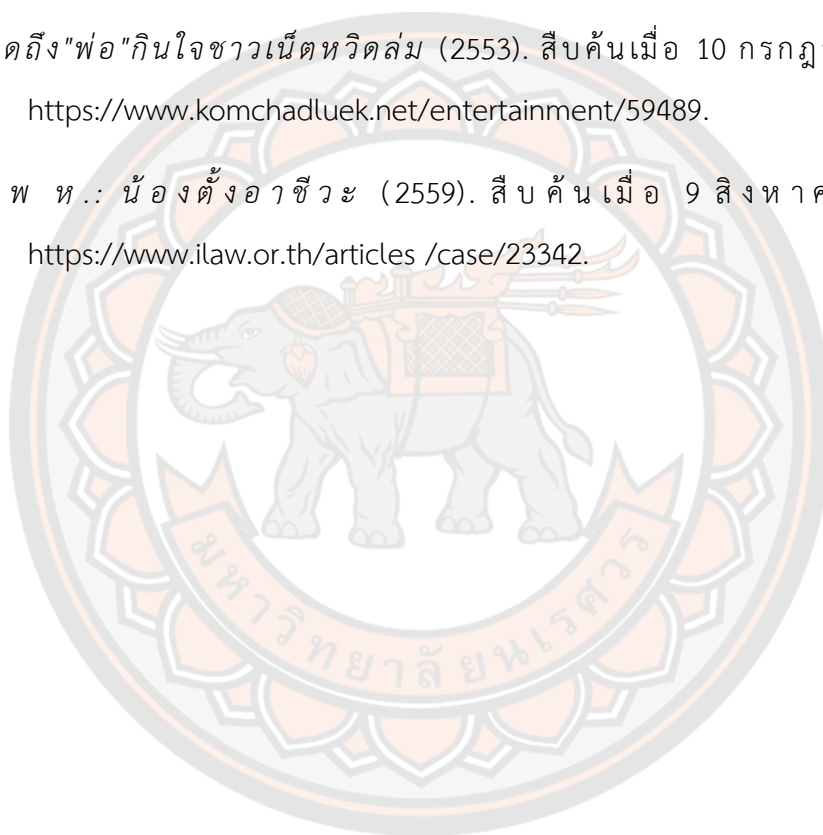 ดถึง"พ่อ"กินใจชาวเน็ตหวิดล่ม (2553). สืบค้นเมื่อ 10 กรกฎ
https://www.komchadluek.net/entertainment/59489.
พ ห.: น้องตั้งอาชีวะ (2559). สืบค้นเมื่อ 9 สิงหาค
https://www.ilaw.or.th/articles /case/23342.
มหาวิทยาลัยนเรศวร